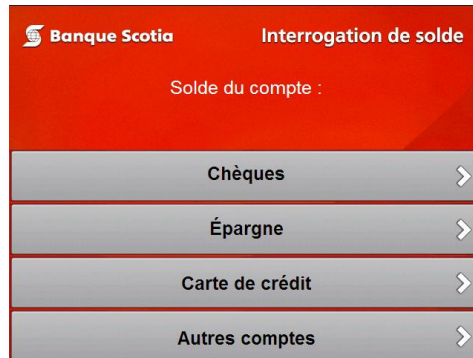 Banque Scotia
Interrogation de solde
Solde du compte :
Chèques
Épargne
Carte de crédit
Autres comptes